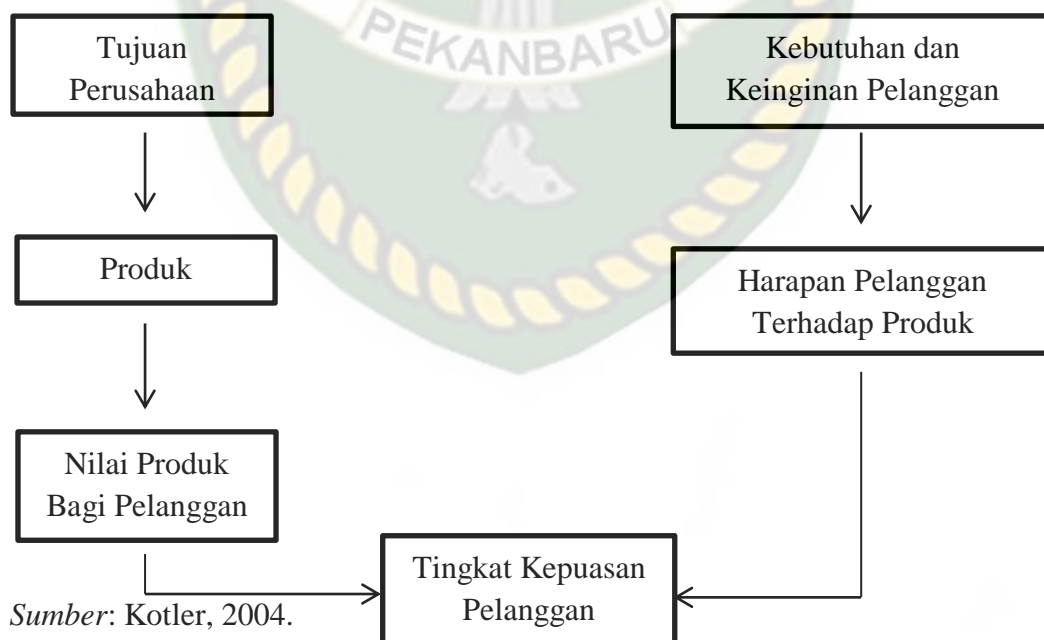 PEKANBARU
Tujuan
Perusahaan
Kebutuhan dan
Keinginan Pelanggan
Produk
Harapan Pelanggan
Terhadap Produk
Nilai Produk
Bagi Pelanggan
Tingkat Kepuasan
Pelanggan
Sumber: Kotler, 2004.